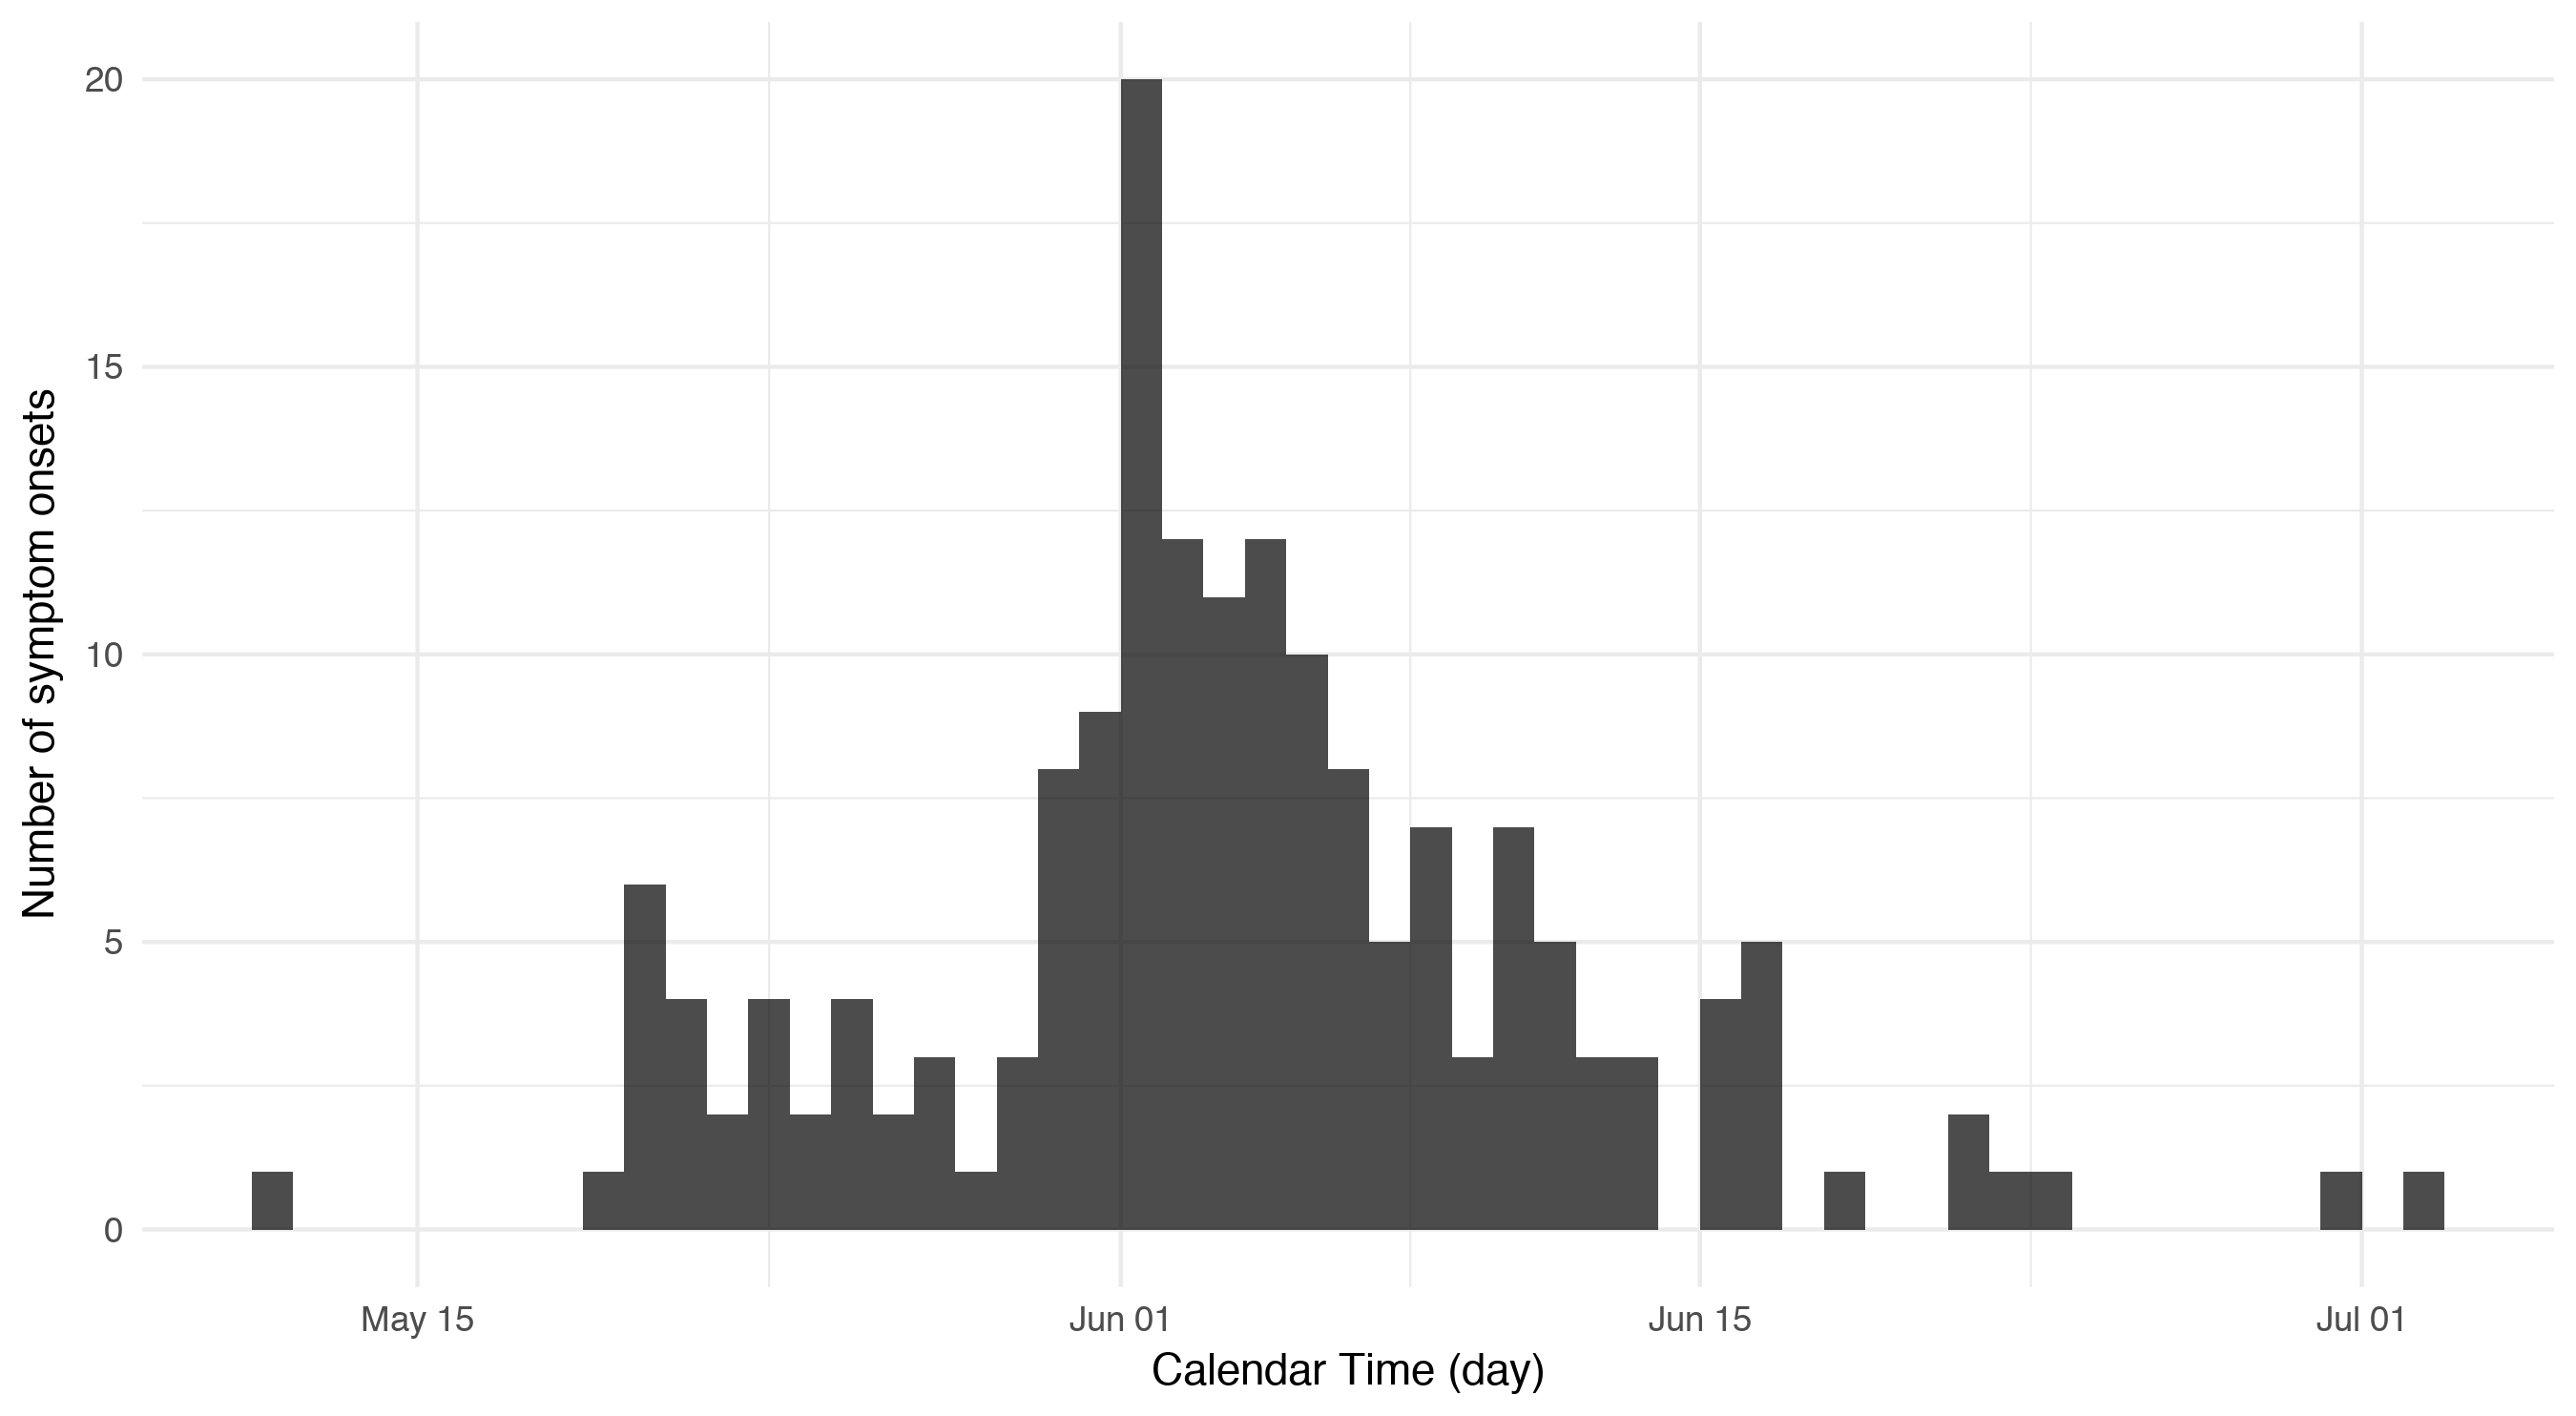 20
15
10
5
0
Number of symptom onsets
May 15
Jun 01
Jun 15
Jul 01
Calendar Time (day)